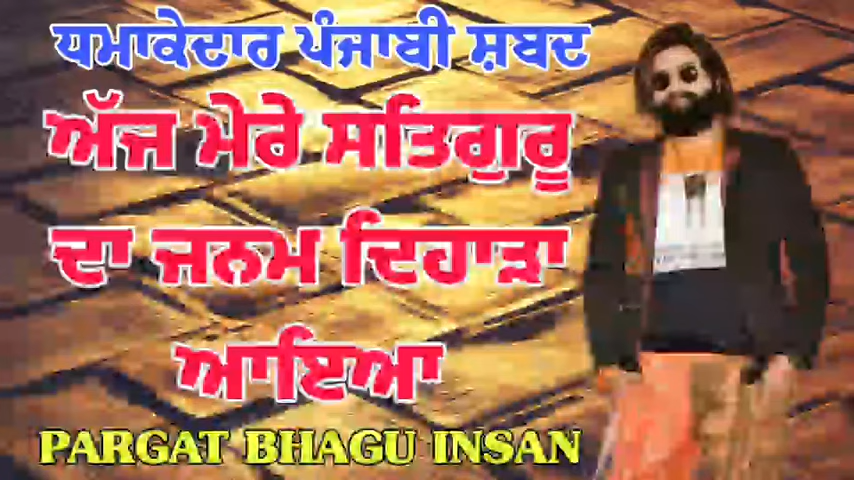 ਧਮਾਕੇਦਾਰ ਪੰਜਾਬੀ ਸ਼ਬਦ
ਅੱਜ ਮੇਰੇ ਸਤਿਗੁਰੂ
ਦਾ ਜਨਮ ਦਿਹਾੜਾ
ਆਇਆ
PARGAT BHAGU INSAN